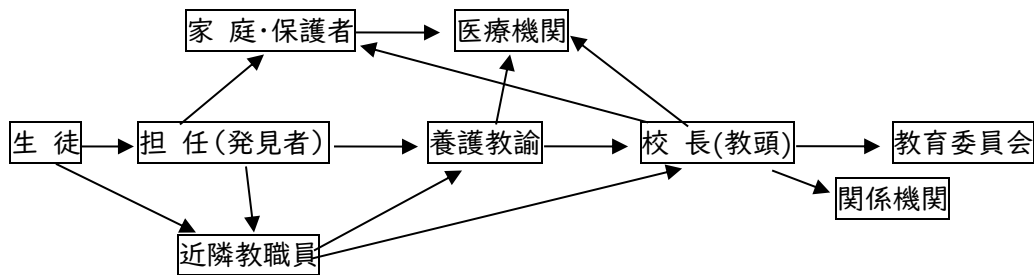 家 庭･保護者
医療機関
生 徒
担 任(発見者)
養護教諭
校 長(教頭)
教育委員会
関係機関
近隣教職員